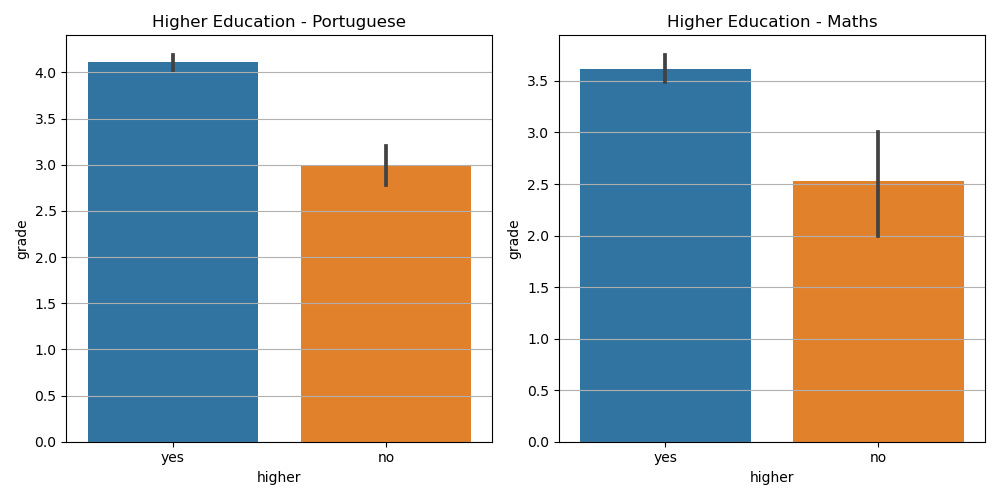 Higher Education - Portuguese
4.0
3.5
3.0
2.5
2.0
1.5
1.0
0.5
0.0
grade
yes no
higher
Higher Education - Maths
3.5
3.0
2.5
2.0
1.5
1.0
0.5
0.0
grade
yes no
higher